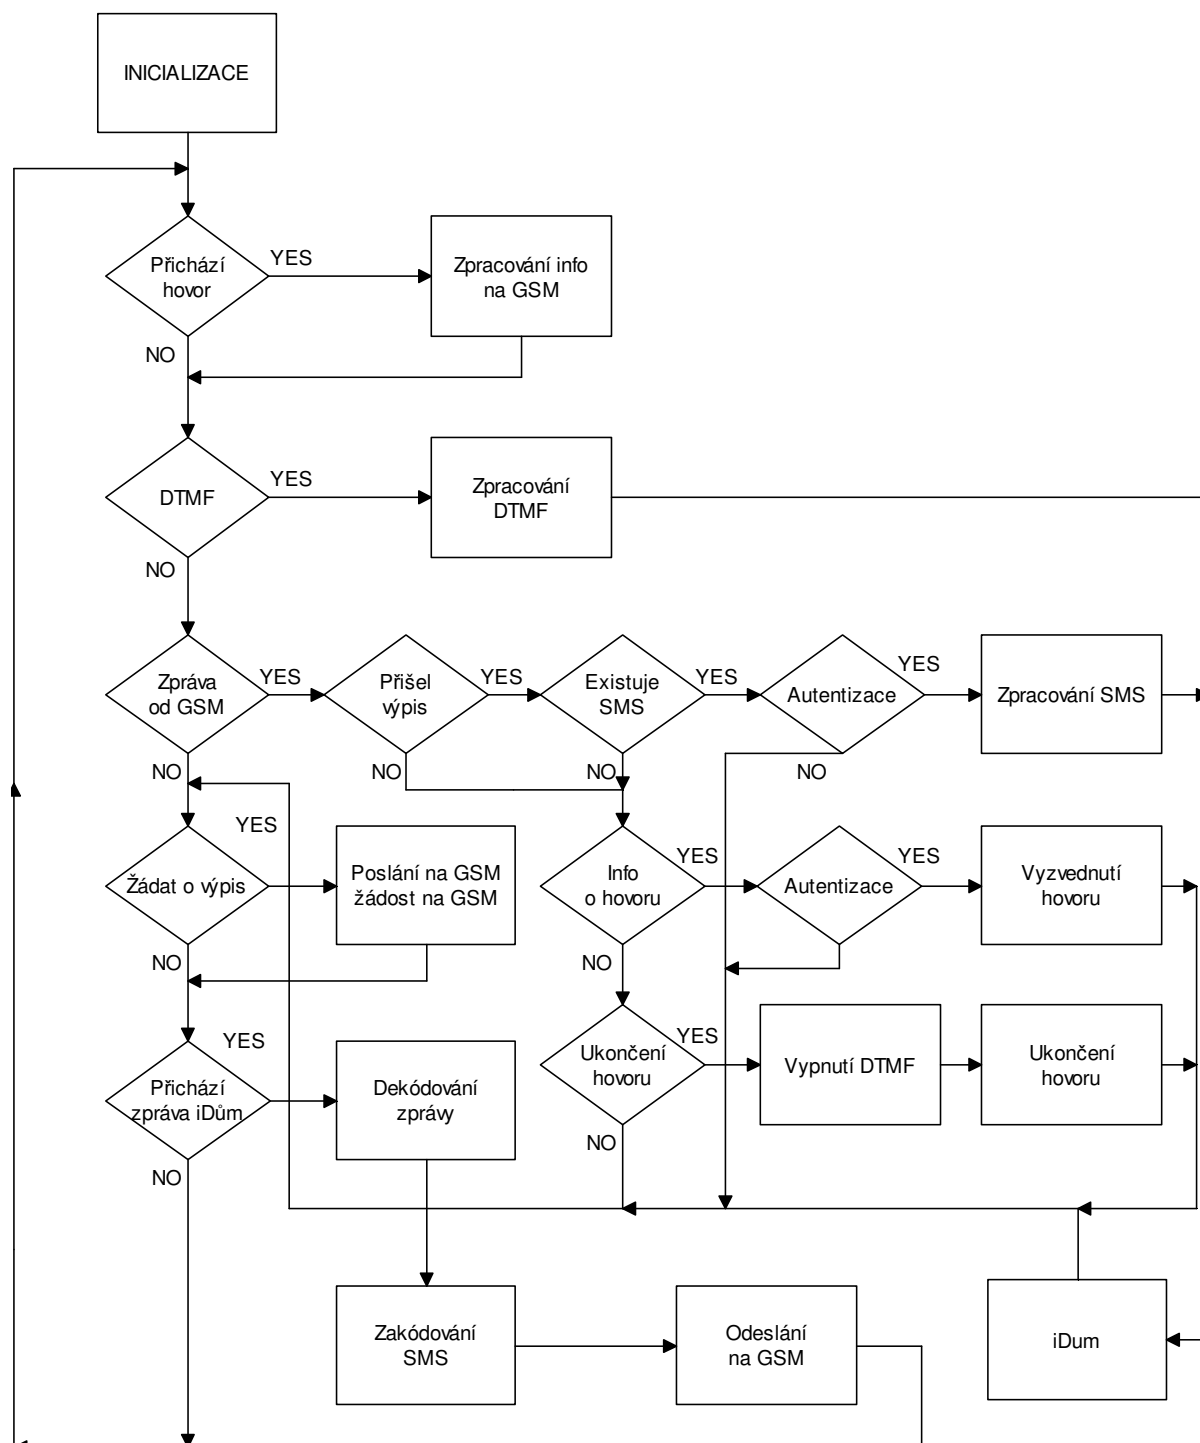 INICIALIZACE
Přichází
hovor
YES
Zpracování info
na GSM
NO
DTMF
YES
Zpracování
DTMF
NO
Zpráva
od GSM
YES
Přišel
výpis
YES
Existuje
SMS
YES
Autentizace
YES
Zpracování SMS
NO
NO
NO
NO
Žádat o výpis
YES
Poslání na GSM
žádost na GSM
Info
o hovoru
YES
Autentizace
YES
Vyzvednutí
hovoru
NO
NO
Přichází
zpráva iDům
YES
Dekódování
zprávy
Ukončení
hovoru
YES
Vypnutí DTMF
Ukončení
hovoru
NO
NO
Zakódování
SMS
Odeslání
na GSM
iDum